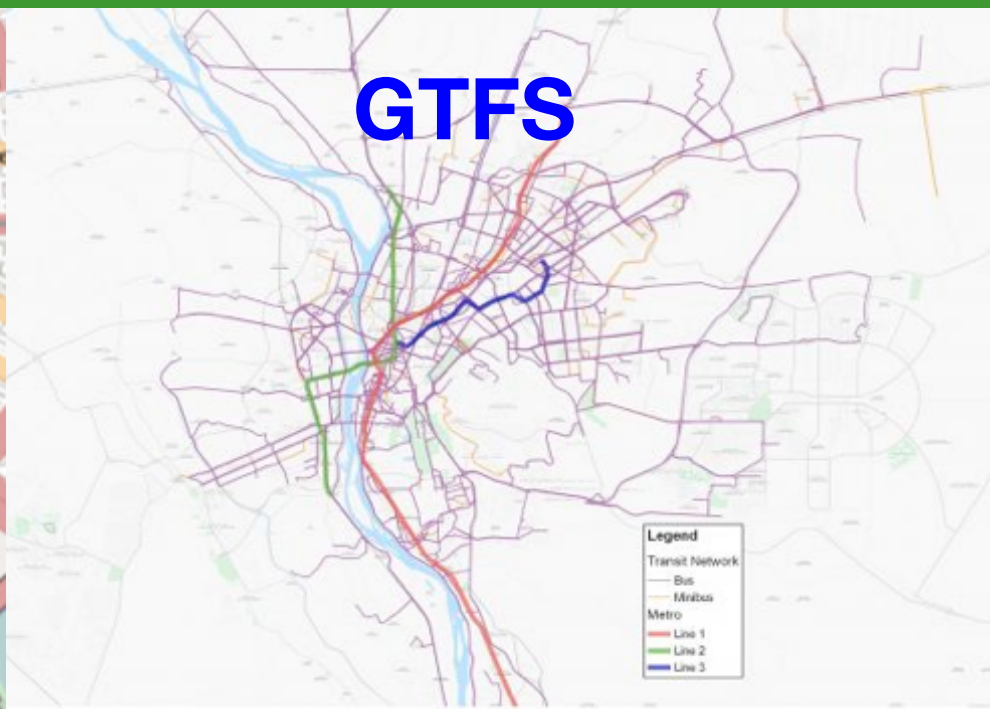 GTFS
Legend
Transit Network
Bus
Minibus
Metro
Line 1
Line 2
Line 3